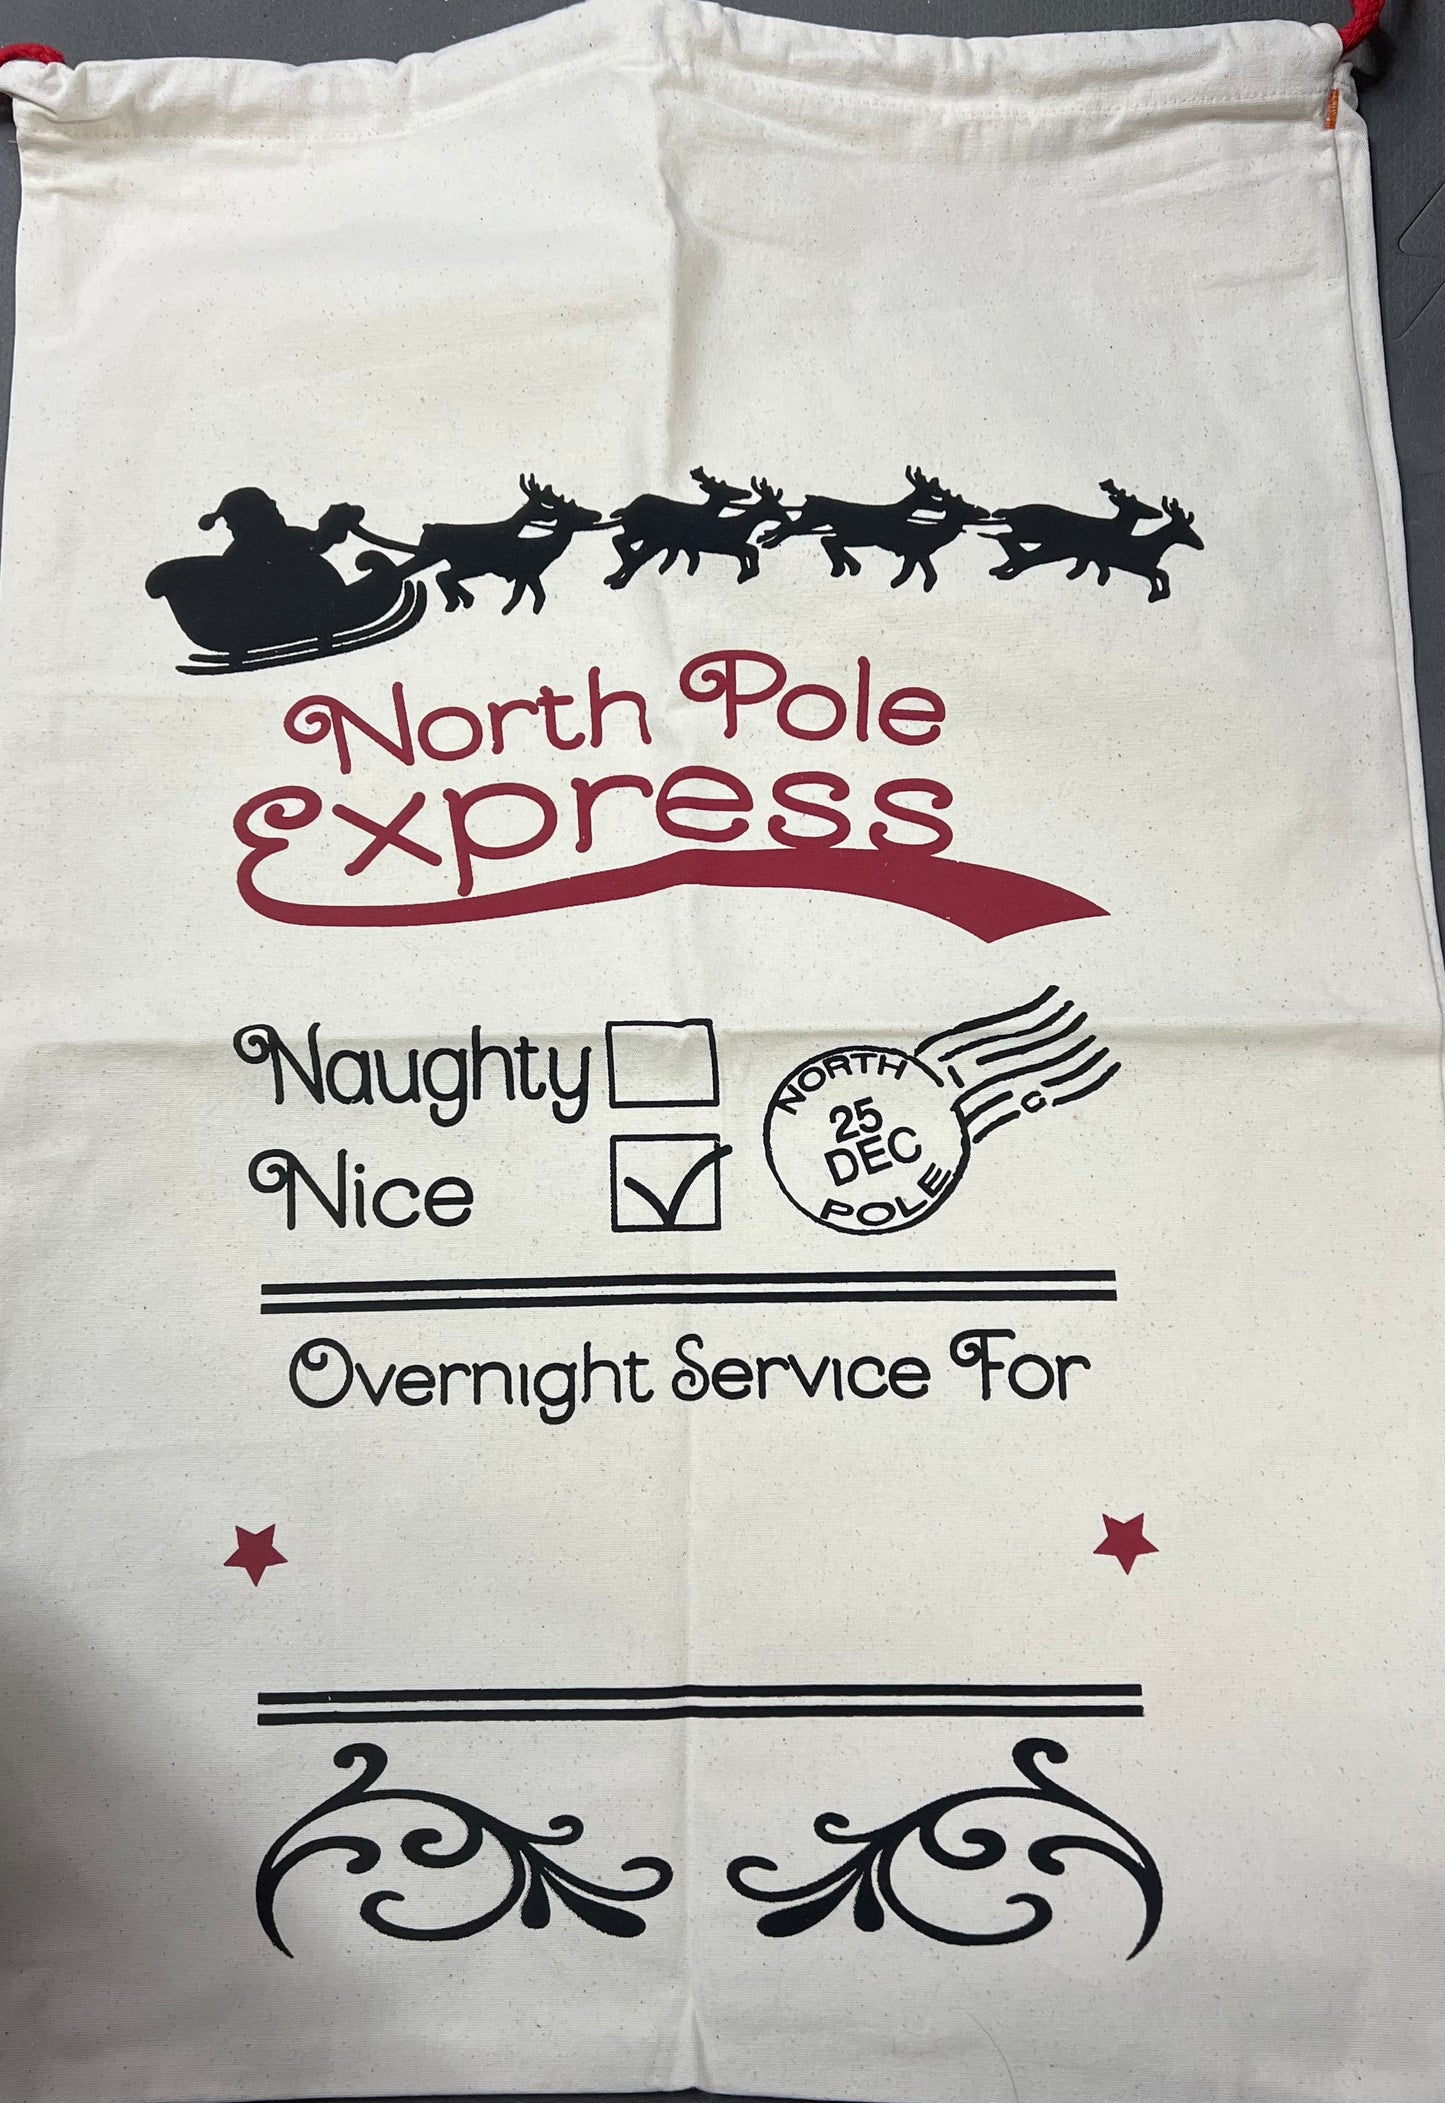 North Pole
Express
Naughty
Nice
NORTH
25
DEC
POLE
Overnight Service For